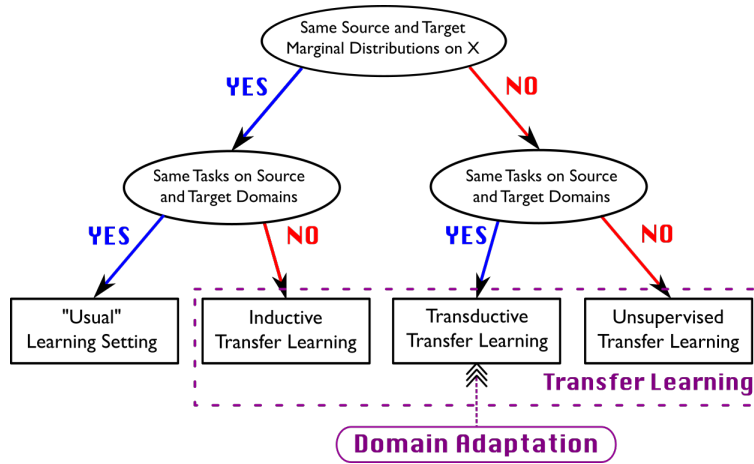 Same Source and Target
Marginal Distributions on X
YES
NO
Same Tasks on Source
and Target Domains
Same Tasks on Source
and Target Domains
YES
NO
YES
NO
"Usual"
Learning Setting
Inductive
Transfer Learning
Transductive
Transfer Learning
Unsupervised
Transfer Learning
Transfer Learning
Domain Adaptation